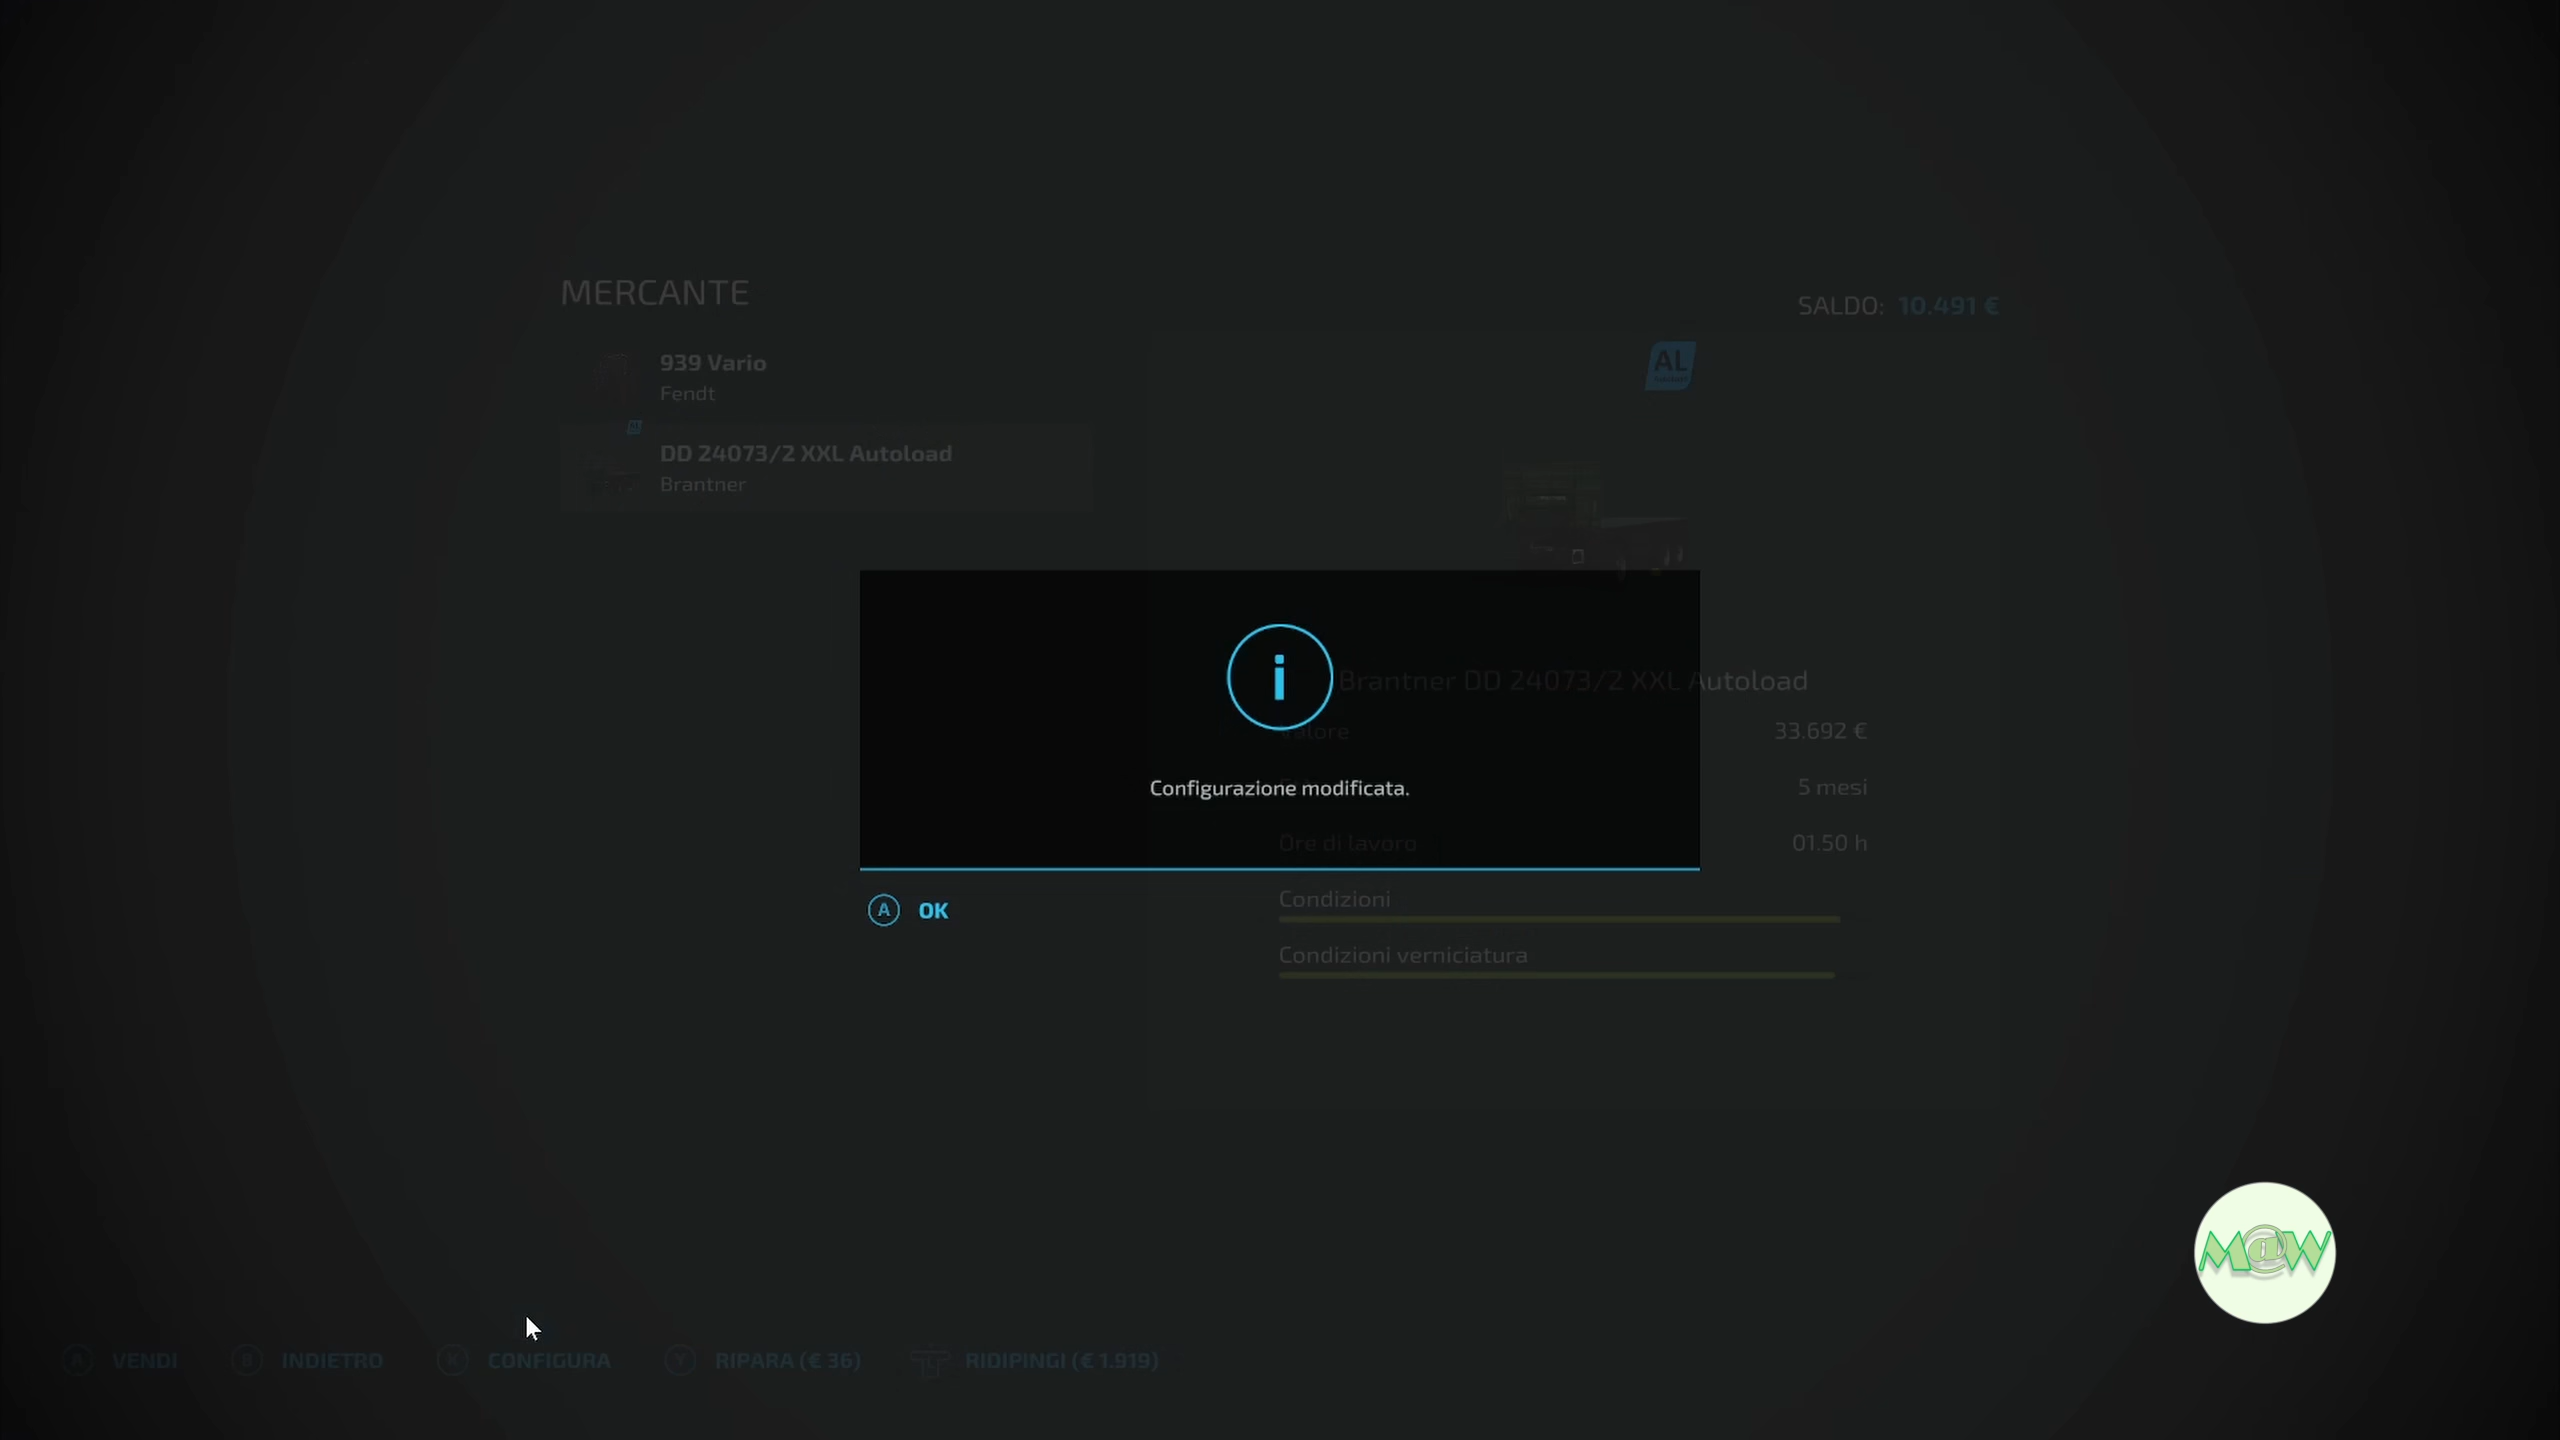 MERCANTE
SALDO: 10.491 €
939 Vario
Fendt
AL
DD 24073/2 XXL Autoload
Brantner
Brantner DD 24073/2 XXL Autoload
Valore 33.692 €
Configurazione modificata.
5 mesi
Ore di lavoro 01.50 h
A OK
Condizioni
Condizioni verniciatura
VENDI
B INDIETRO
X CONFIGURA
Y RIPARA (€ 36)
RIDIPINGI (€ 1.919)
M@W